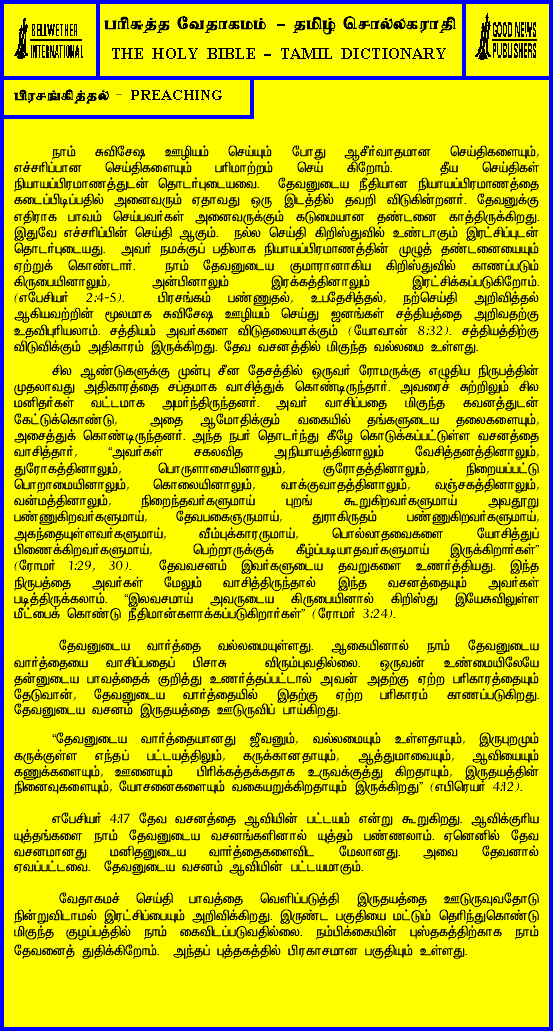 BELLWETHER
INTERNATIONAL
பரிசுத்த வேதாகமம் - தமிழ் சொல்லகராதி
THE HOLY BIBLE - TAMIL DICTIONARY
GOOD NEWS
PUBLISHERS
பிரசங்கித்தல் - PREACHING
நாம் சுவிசேஷ ஊழியம் செய்யும் போது ஆசீர்வாதமான செய்திகளையும்,
எச்சரிப்பான செய்திகளையும் பரிமாற்றம் செய் கிறோம். தீய செய்திகள்
நியாயப்பிரமாணத்துடன் தொடர்புடையவை. தேவனுடைய நீதியான நியாயப்பிரமாணத்தை
கடைப்பிடிப்பதில் அனைவரும் ஏதாவது ஒரு இடத்தில் தவறி விடுகின்றனர். தேவனுக்கு
எதிராக பாவம் செய்பவர்கள் அனைவருக்கும் கடுமையான தண்டனை காத்திருக்கிறது.
இதுவே எச்சரிப்பின் செய்தி ஆகும். நல்ல செய்தி கிறிஸ்துவில் உண்டாகும் இரட்சிப்புடன்
தொடர்புடையது. அவர் நமக்குப் பதிலாக நியாயப்பிரமாணத்தின் முழுத் தண்டனையையும்
ஏற்றுக் கொண்டார். நாம் தேவனுடைய குமாரானாகிய கிறிஸ்துவில் காணப்படும்
கிருபையினாலும், அன்பினாலும் இரக்கத்தினாலும் இரட்சிக்கப்படுகிறோம்.
(எபேசியர் 2:4-5). பிரசங்கம் பண்ணுதல், உபதேசித்தல், நற்செய்தி அறிவித்தல்
ஆகியவற்றின் மூலமாக சுவிசேஷ ஊழியம் செய்து ஜனங்கள் சத்தியத்தை அறிவதற்கு
உதவிபுரியலாம். சத்தியம் அவர்களை விடுதலையாக்கும் (யோவான் 8:32). சத்தியத்திற்கு
விடுவிக்கும் அதிகாரம் இருக்கிறது. தேவ வசனத்தில் மிகுந்த வல்லமை உள்ளது.
சில ஆண்டுகளுக்கு முன்பு சீன தேசத்தில் ஒருவர் ரோமருக்கு எழுதிய நிருபத்தின்
முதலாவது அதிகாரத்தை சப்தமாக வாசித்துக் கொண்டிருந்தார். அவரைச் சுற்றிலும் சில
மனிதர்கள் வட்டமாக அமர்ந்திருந்தனர். அவர் வாசிப்பதை மிகுந்த கவனத்துடன்
கேட்டுக்கொண்டு, அதை ஆமோதிக்கும் வகையில் தங்களுடைய தலைகளையும்,
அசைத்துக் கொண்டிருந்தனர். அந்த நபர் தொடர்ந்து கீழே கொடுக்கப்பட்டுள்ள வசனத்தை
வாசித்தார், “அவர்கள் சகலவித அநியாயத்தினாலும் வேசித்தனத்தினாலும்,
துரோகத்தினாலும், பொருளாசையினாலும், குரோதத்தினாலும், நிறையப்பட்டு
பொறாமையினாலும், கொலையினாலும், வாக்குவாதத்தினாலும், வஞ்சகத்தினாலும்,
வன்மத்தினாலும், நிறைந்தவர்களுமாய் புறங் கூறுகிறவர்களுமாய் அவதூறு
பண்ணுகிறவர்களுமாய், தேவபகைஞருமாய், துராகிருதம் பண்ணுகிறவர்களுமாய்,
அகந்தையுள்ளவர்களுமாய், வீம்புக்காரருமாய், பொல்லாதவைகளை யோசித்துப்
பிணைக்கிறவர்களுமாய், பெற்றாருக்குக் கீழ்ப்படியாதவர்களுமாய் இருக்கிறார்கள்”
(ரோமர் 1:29, 30). தேவவசனம் இவர்களுடைய தவறுகளை உணர்த்தியது. இந்த
நிருபத்தை அவர்கள் மேலும் வாசித்திருந்தால் இந்த வசனத்தையும் அவர்கள்
படித்திருக்கலாம். “இலவசமாய் அவருடைய கிருபையினால் கிறிஸ்து இயேசுவிலுள்ள
மீட்பைக் கொண்டு நீதிமான்களாக்கப்படுகிறார்கள்” (ரோமர் 3:24).
தேவனுடைய வார்த்தை வல்லமையுள்ளது. ஆகையினால் நாம் தேவனுடைய
வார்த்தையை வாசிப்பதைப் பிசாசு விரும்புவதில்லை. ஒருவன் உண்மையிலேயே
தன்னுடைய பாவத்தைக் குறித்து உணர்த்தப்பட்டால் அவன் அதற்கு ஏற்ற பரிகாரத்தையும்
தேடுவான், தேவனுடைய வார்த்தையில் இதற்கு ஏற்ற பரிகாரம் காணப்படுகிறது.
தேவனுடைய வசனம் இருதயத்தை ஊடுருவிப் பாய்கிறது.
“தேவனுடைய வார்த்தையானது ஜீவனும், வல்லமையும் உள்ளதாயும், இருபுறமும்
கருக்குள்ள எந்தப் பட்டயத்திலும், கருக்கானதாயும், ஆத்துமாவையும், ஆவியையும்
கணுக்களையும், ஊனையும் பிரிக்கத்தக்கதாக உருவக்குத்து கிறதாயும், இருதயத்தின்
நினைவுகளையும், யோசனைகளையும் வகையறுக்கிறதாயும் இருக்கிறது” (எபிரெயர் 4:12).
எபேசியர் 4:17 தேவ வசனத்தை ஆவியின் பட்டயம் என்று கூறுகிறது. ஆவிக்குரிய
யுத்தங்களை நாம் தேவனுடைய வசனங்களினால் யுத்தம் பண்ணலாம். ஏனெனில் தேவ
வசனமானது மனிதனுடைய வார்த்தைகளைவிட மேலானது. அவை தேவனால்
ஏவப்பட்டவை. தேவனுடைய வசனம் ஆவியின் பட்டயமாகும்.
வேதாகமச் செய்தி பாவத்தை வெளிப்படுத்தி இருதயத்தை ஊடுருவுவதோடு
நின்றுவிடாமல் இரட்சிப்பையும் அறிவிக்கிறது. இருண்ட பகுதியை மட்டும் தெரிந்துகொண்டு
மிகுந்த குழப்பத்தில் நாம் கைவிடப்படுவதில்லை. நம்பிக்கையின் புஸ்தகத்திற்காக நாம்
தேவனைத் துதிக்கிறோம். அந்தப் புத்தகத்தில் பிரகாசமான பகுதியும் உள்ளது.